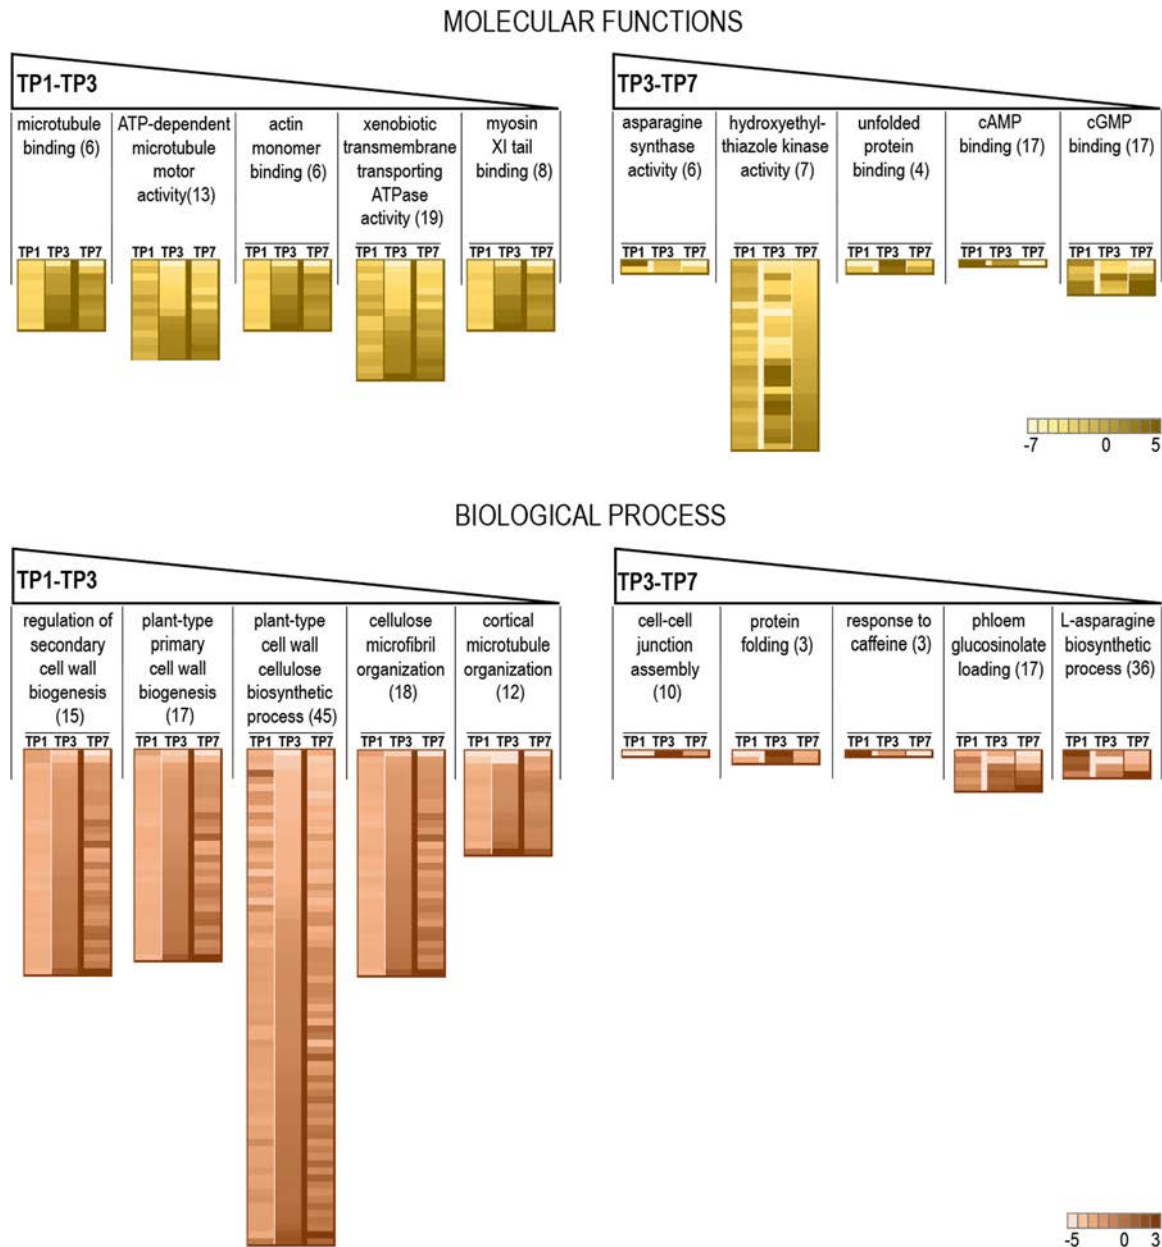 MOLECULAR FUNCTIONS
TP1-TP3
microtubule
binding (6)
ATP-dependent
microtubule
motor
activity(13)
actin
monomer
binding (6)
xenobiotic
transmembrane
transporting
ATPase
activity (19)
myosin
XI tail
binding (8)
TP1 TP3 TP7
TP1 TP3 TP7
TP1 TP3 TP7
TP1 TP3 TP7
TP1 TP3 TP7
TP3-TP7
asparagine
synthase
activity (6)
hydroxyethyl-
thiazole kinase
activity (7)
unfolded
protein
binding (4)
cAMP
binding (17)
cGMP
binding (17)
TP1 TP3 TP7
TP1 TP3 TP7
TP1 TP3 TP7
TP1 TP3 TP7
TP1 TP3 TP7
-7 0 5
BIOLOGICAL PROCESS
TP1-TP3
regulation of
secondary
cell wall
biogenesis
(15)
plant-type
primary
cell wall
biogenesis
(17)
plant-type
cell wall
cellulose
biosynthetic
process (45)
cellulose
microfibril
organization
(18)
cortical
microtubule
organization
(12)
TP1 TP3 TP7
TP1 TP3 TP7
TP1 TP3 TP7
TP1 TP3 TP7
TP1 TP3 TP7
TP3-TP7
cell-cell
junction
assembly
(10)
protein
folding (3)
response to
caffeine (3)
phloem
glucosinolate
loading (17)
L-asparagine
biosynthetic
process (36)
TP1 TP3 TP7
TP1 TP3 TP7
TP1 TP3 TP7
TP1 TP3 TP7
TP1 TP3 TP7
-5 0 3